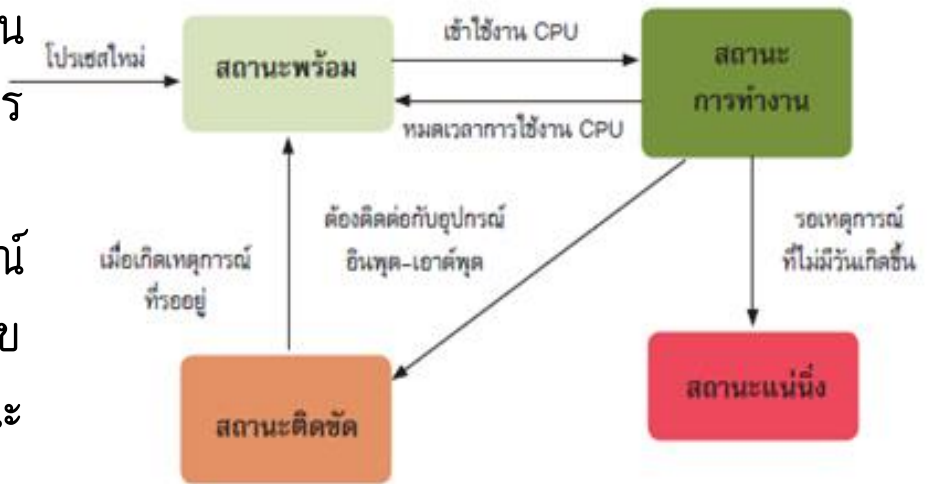 น
ร
ณ์
ข
ะ
โปรเซสใหม่
สถานะพร้อม
เข้าใช้งาน CPU
สถานะ
การทำงาน
หมดเวลาการใช้งาน CPU
เมื่อเกิดเหตุการณ์
ที่รออยู่
ต้องติดต่อกับอุปกรณ์
อินพุต-เอาต์พุต
รอเหตุการณ์
ที่ไม่มีวันเกิดขึ้น
สถานะติดขัด
สถานะแน่นิ่ง